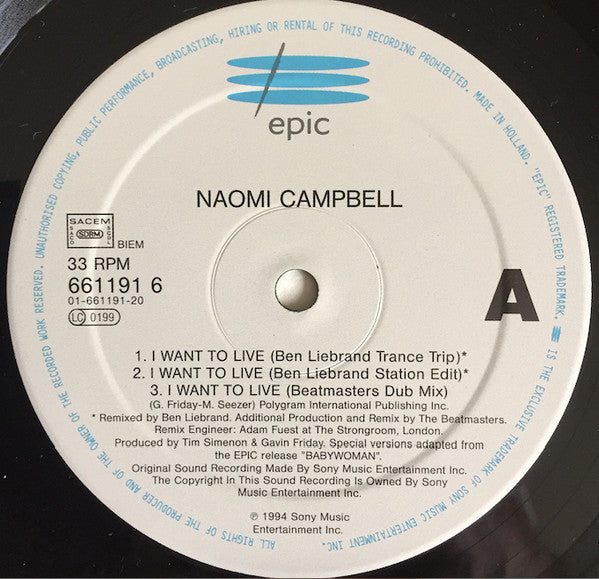 ALL RIGHTS OF THE PRODUCER AND OF THE OWNER OF THE RECORDED WORK RESERVED. UNAUTHORISED COPYING, PUBLIC PERFORMANCE, BROADCASTING, HIRING OR RENTAL OF THIS RECORDING PROHIBITED. MADE IN HOLLAND. "EPIC" REGISTERED TRADEMARK. IS THE EXCLUSIVE TRADEMARK OF SONY MUSIC ENTERTAINMENT INC.
epic
NAOMI CAMPBELL
SACEM
SACD SDRM SGDL
BIEM
33 RPM
661191 6
01-661191-20
LC 0199
A
1. I WANT TO LIVE (Ben Liebrand Trance Trip)*
2. I WANT TO LIVE (Ben Liebrand Station Edit)*
3. I WANT TO LIVE (Beatmasters Dub Mix)
(G. Friday-M. Seezer) Polygram International Publishing Inc.
* Remixed by Ben Liebrand. Additional Production and Remix by The Beatmasters.
Remix Engineer: Adam Fuest at The Strongroom, London.
Produced by Tim Simenon & Gavin Friday. Special versions adapted from
the EPIC release "BABYWOMAN".
Original Sound Recording Made By Sony Music Entertainment Inc.
The Copyright In This Sound Recording Is Owned By Sony
Music Entertainment Inc.
℗ 1994 Sony Music
Entertainment Inc.